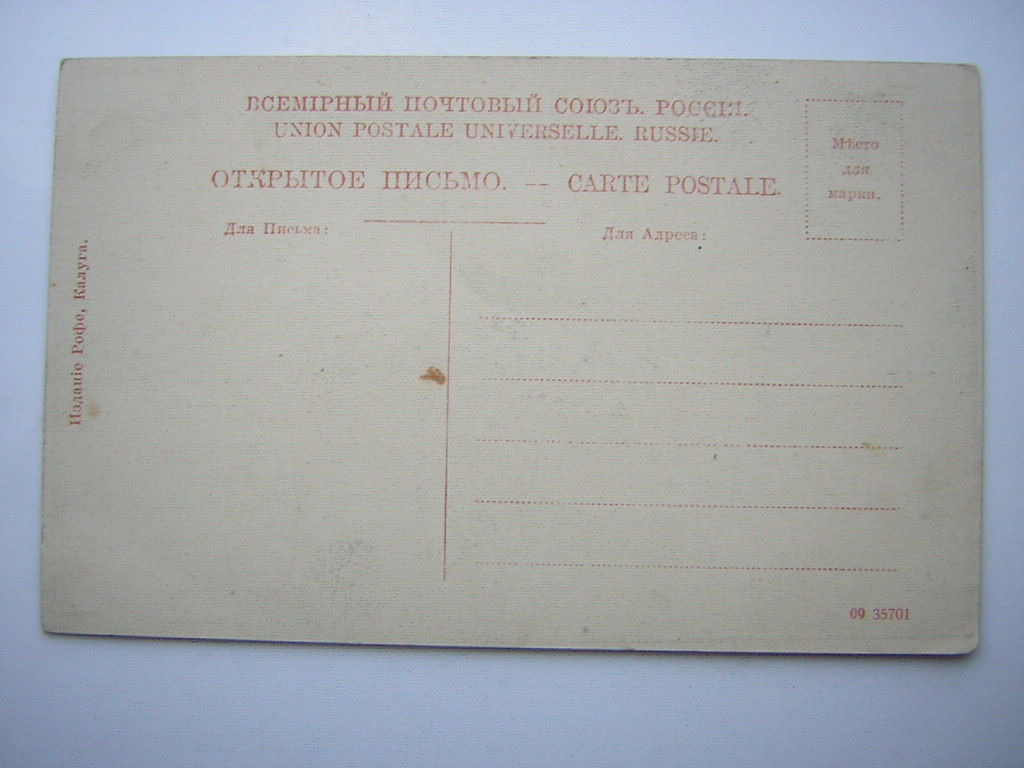 ВСЕМІРНЫЙ ПОЧТОВЫЙ СОЮЗЪ. РОССІЯ.
UNION POSTALE UNIVERSELLE. RUSSIE.
ОТКРЫТОЕ ПИСЬМО. -- CARTE POSTALE.
Мѣсто
для
марки.
Для Письма:
Для Адреса:
Изданіе Рофе, Калуга.
09 35701